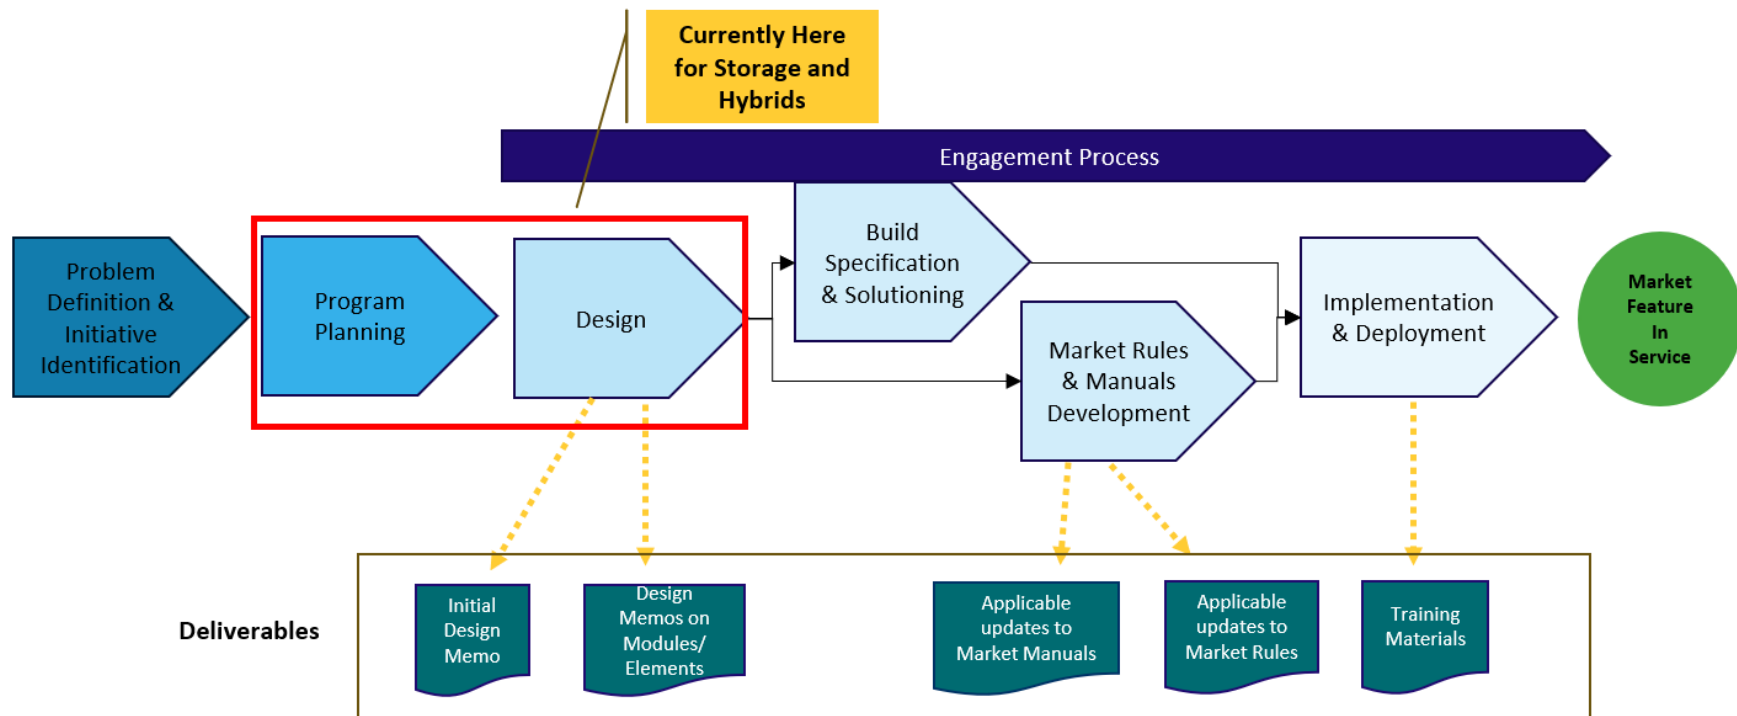 Currently Here
for Storage and
Hybrids
Engagement Process
Problem
Definition &
Initiative
Identification
Program
Planning
Design
Build
Specification
& Solutioning
Market Rules
& Manuals
Development
Implementation
& Deployment
Market
Feature
In
Service
Deliverables
Initial
Design
Memo
Design
Memos on
Modules/
Elements
Applicable
updates to
Market Manuals
Applicable
updates to
Market Rules
Training
Materials